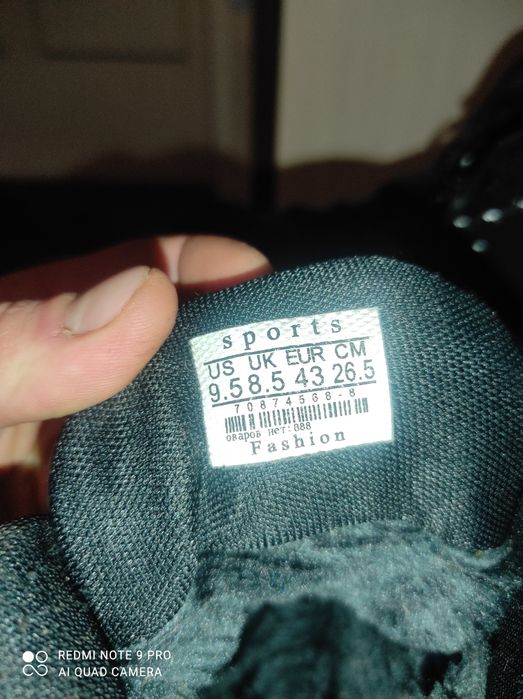 sports
US UK EUR CM
9.5 8.5 43 26.5
70874568-8
оваров нет:888
Fashion
REDMI NOTE 9 PRO
AI QUAD CAMERA